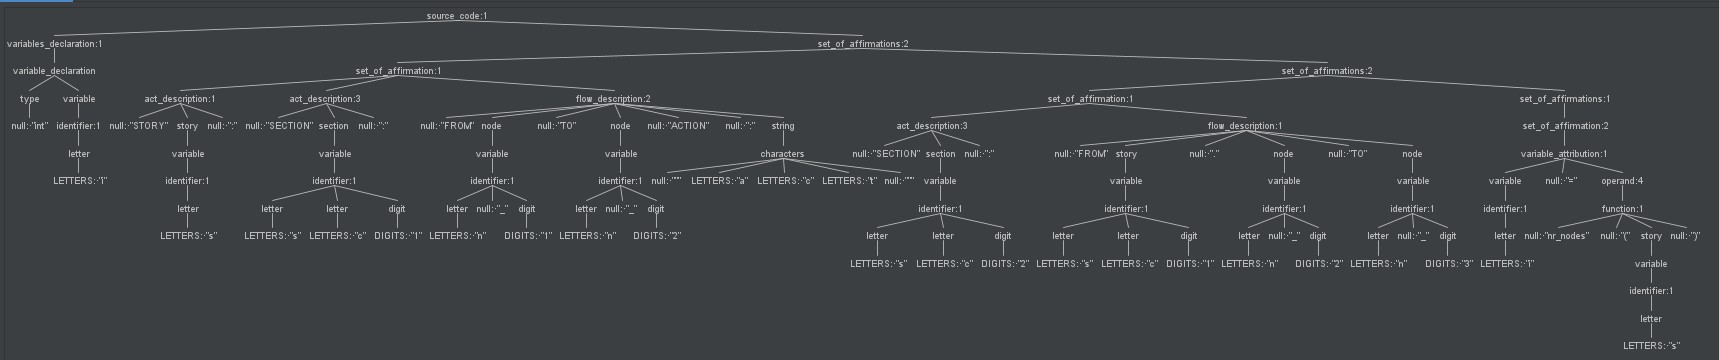 source_code:1
variables_declaration:1 set_of_affirmations:2
variable_declaration set_of_affirmation:1 set_of_affirmations:2
type variable act_description:1 act_description:3 flow_description:2 set_of_affirmation:1 set_of_affirmations:1
null:-"int" identifier:1 null:-"STORY" story null:-":" null:-"SECTION" section null:-":" null:-"FROM" node null:-"TO" node null:-"ACTION" null:-":" string act_description:3 flow_description:1 set_of_affirmation:2
letter variable variable variable variable characters null:-"SECTION" section null:-":" null:-"FROM" story null:-"." node null:-"TO" node variable_attribution:1
LETTERS:-"i" identifier:1 identifier:1 identifier:1 identifier:1 null:-""" LETTERS:-"a" LETTERS:-"c" LETTERS:-"t" null:-""" variable variable variable variable variable null:-"=" operand:4
letter letter letter digit letter null:-"_" digit letter null:-"_" digit identifier:1 identifier:1 identifier:1 identifier:1 identifier:1 function:1
LETTERS:-"s" LETTERS:-"s" LETTERS:-"c" DIGITS:-"1" LETTERS:-"n" DIGITS:-"1" LETTERS:-"n" DIGITS:-"2" letter letter digit letter letter digit letter null:-"_" digit letter null:-"_" digit letter null:-"nr_nodes" null:-"(" story null:-")"
LETTERS:-"s" LETTERS:-"c" DIGITS:-"2" LETTERS:-"s" LETTERS:-"c" DIGITS:-"1" LETTERS:-"n" DIGITS:-"2" LETTERS:-"n" DIGITS:-"3" LETTERS:-"i" variable
identifier:1
letter
LETTERS:-"s"